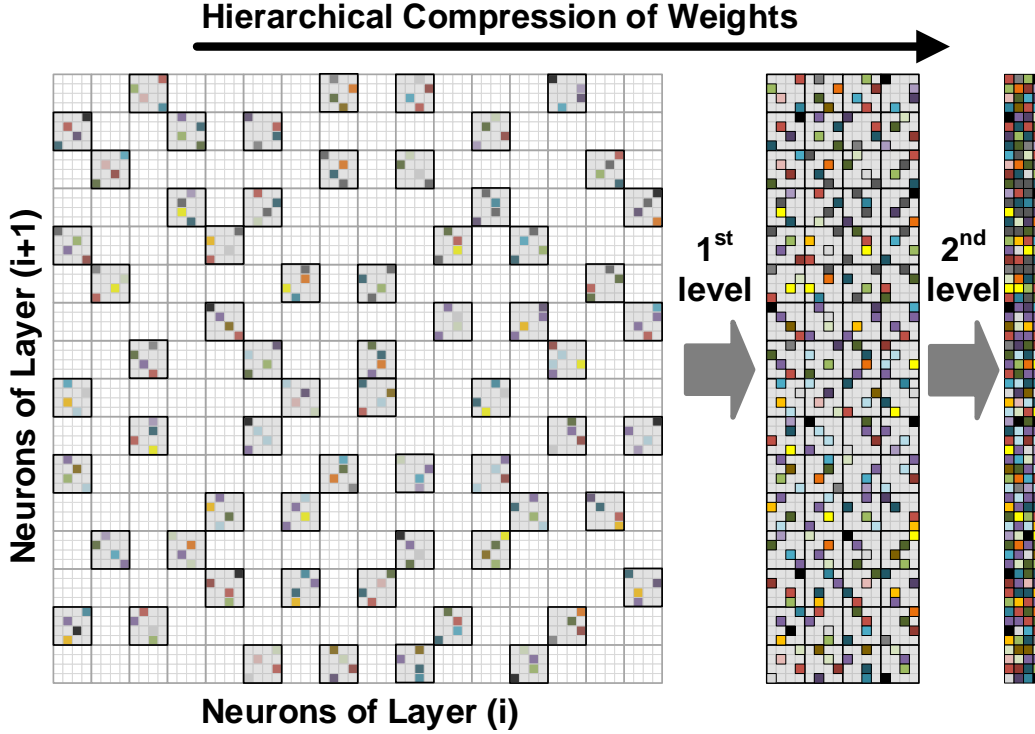 Hierarchical Compression of Weights
Neurons of Layer (i+1)
1st
level
2nd
level
Neurons of Layer (i)